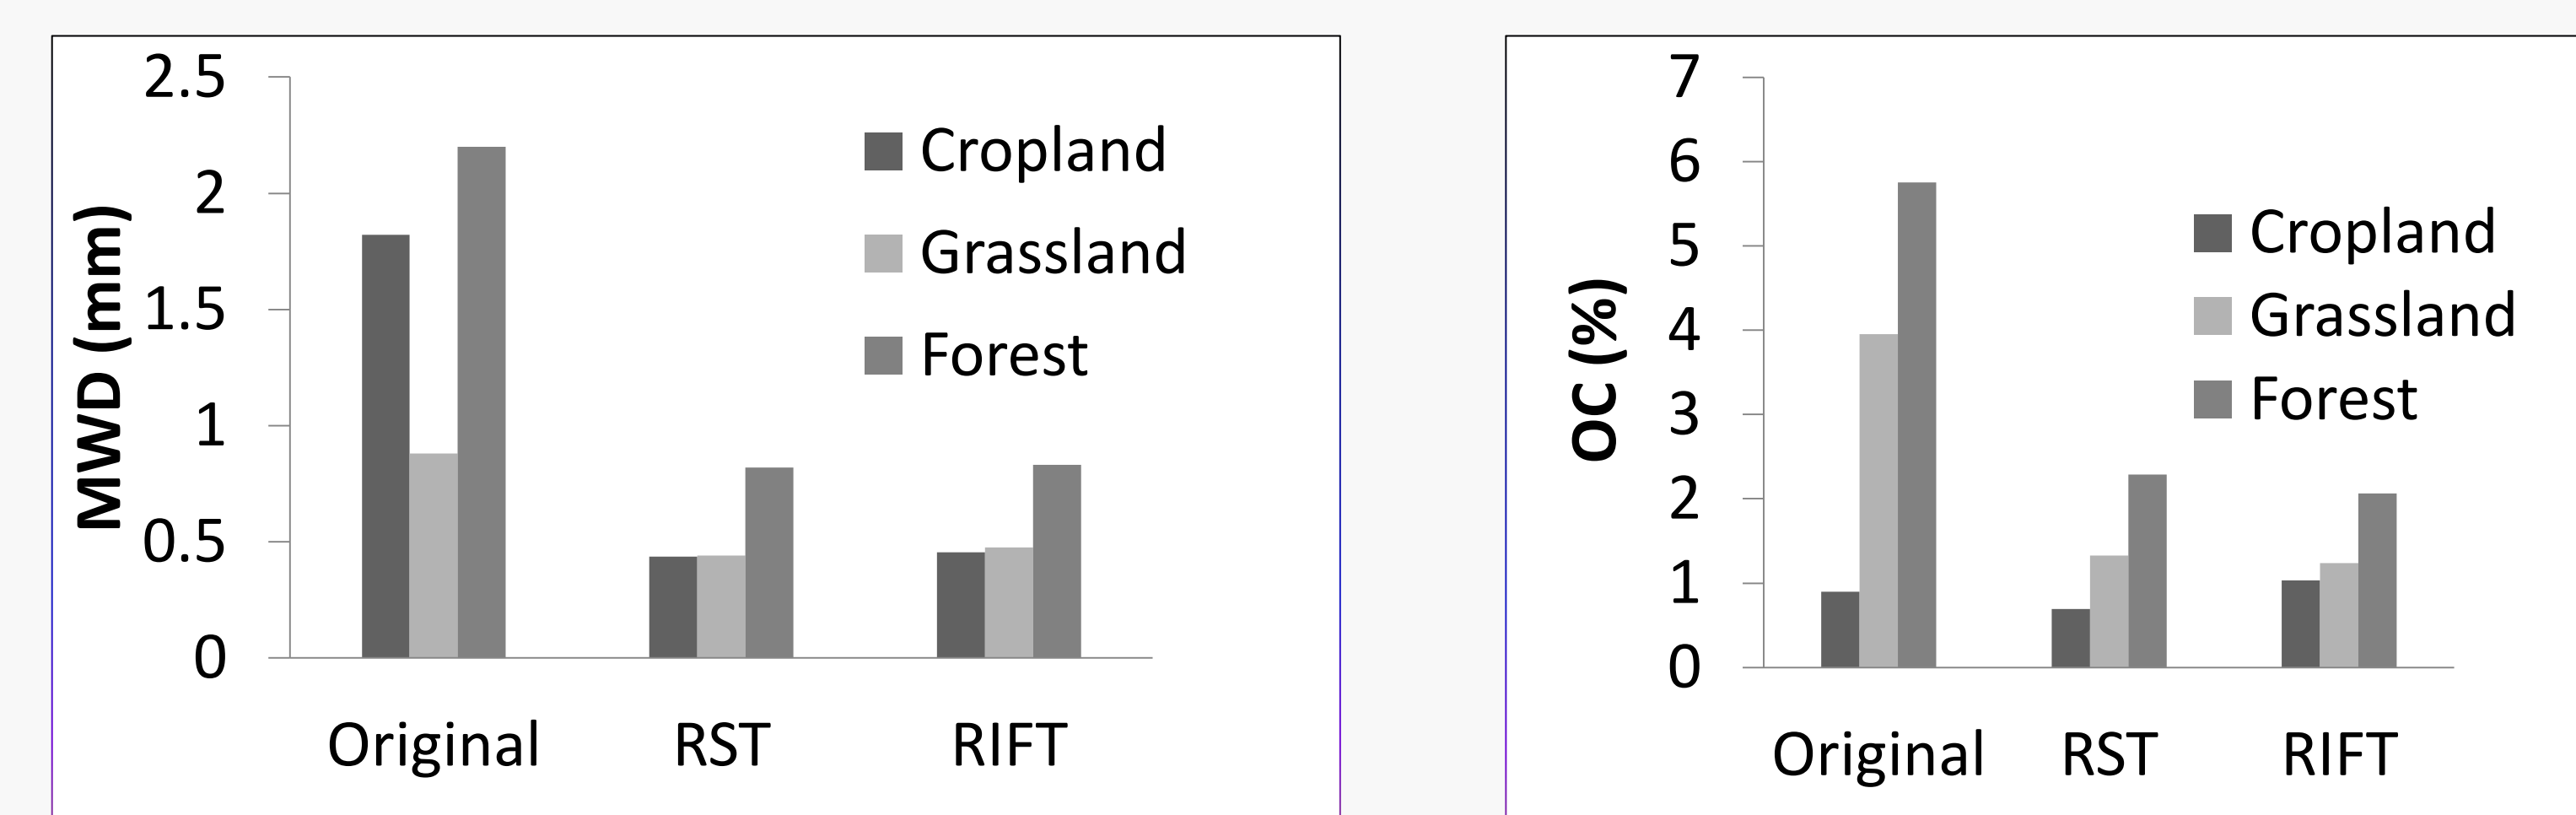 2.5
2
1.5
1
0.5
0
MWD (mm)
Cropland
Grassland
Forest
Original RST RIFT
7
6
5
4
3
2
1
0
OC (%)
Cropland
Grassland
Forest
Original RST RIFT